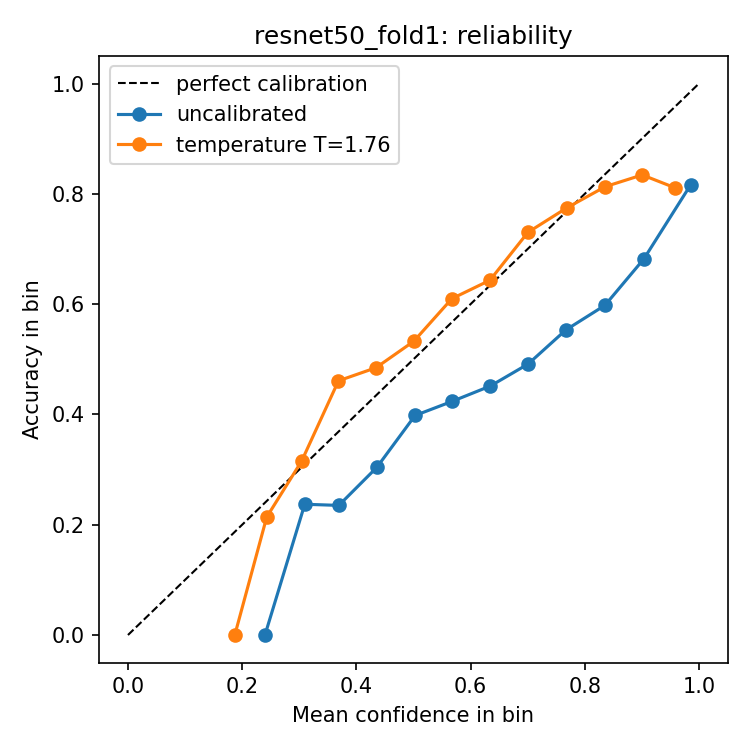 resnet50_fold1: reliability
perfect calibration
uncalibrated
temperature T=1.76
1.0
0.8
0.6
0.4
0.2
0.0
Accuracy in bin
0.0 0.2 0.4 0.6 0.8 1.0
Mean confidence in bin